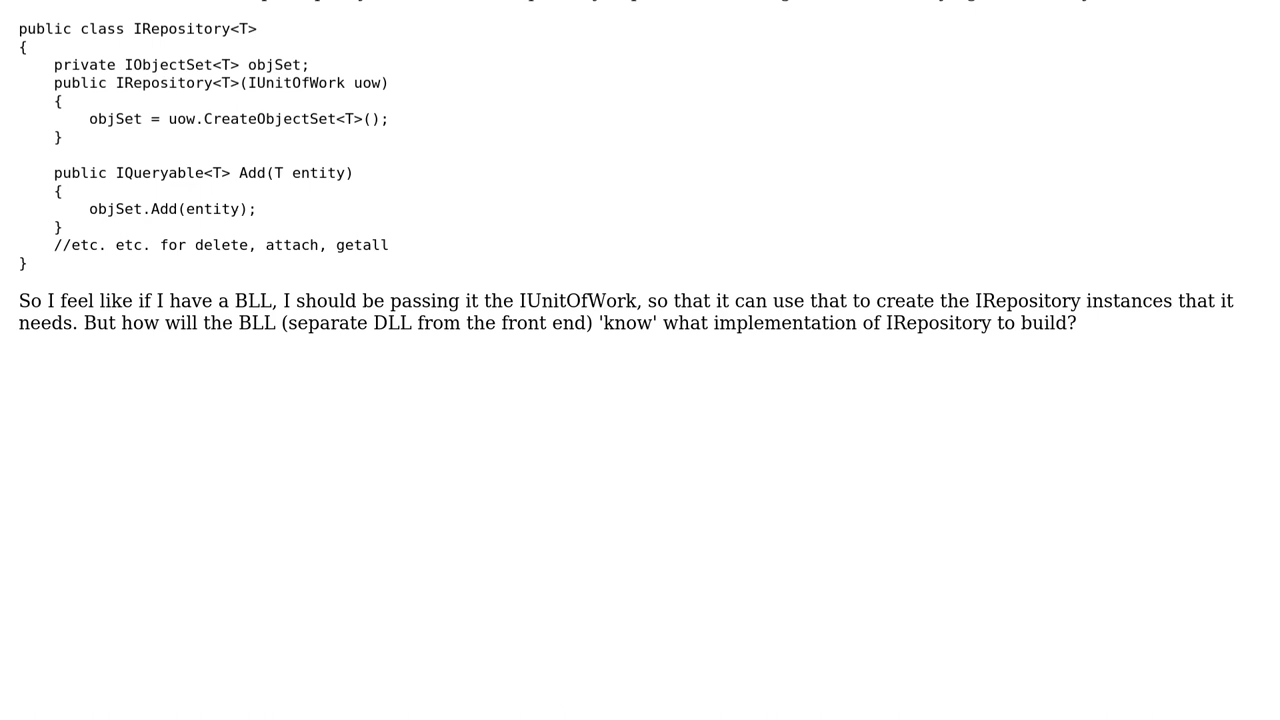 public class IRepository<T>
{
    private IObjectSet<T> objSet;
    public IRepository<T>(IUnitOfWork uow)
    {
        objSet = uow.CreateObjectSet<T>();
    }

    public IQueryable<T> Add(T entity)
    {
        objSet.Add(entity);
    }
    //etc. etc. for delete, attach, getall
}
So I feel like if I have a BLL, I should be passing it the IUnitOfWork, so that it can use that to create the IRepository instances that it
needs. But how will the BLL (separate DLL from the front end) 'know' what implementation of IRepository to build?